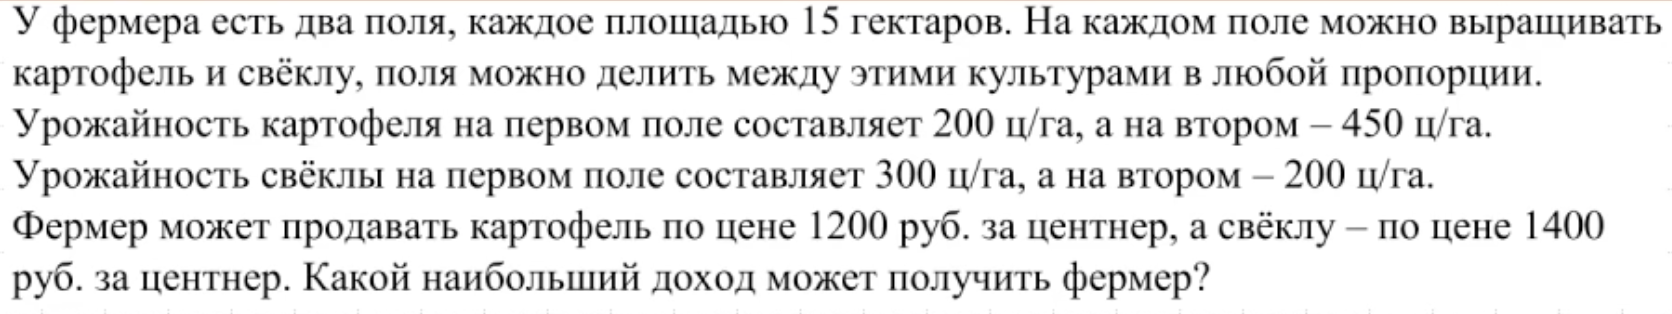 У фермера есть два поля, каждое площадью 15 гектаров. На каждом поле можно выращивать
картофель и свёклу, поля можно делить между этими культурами в любой пропорции.
Урожайность картофеля на первом поле составляет 200 ц/га, а на втором – 450 ц/га.
Урожайность свёклы на первом поле составляет 300 ц/га, а на втором – 200 ц/га.
Фермер может продавать картофель по цене 1200 руб. за центнер, а свёклу – по цене 1400
руб. за центнер. Какой наибольший доход может получить фермер?